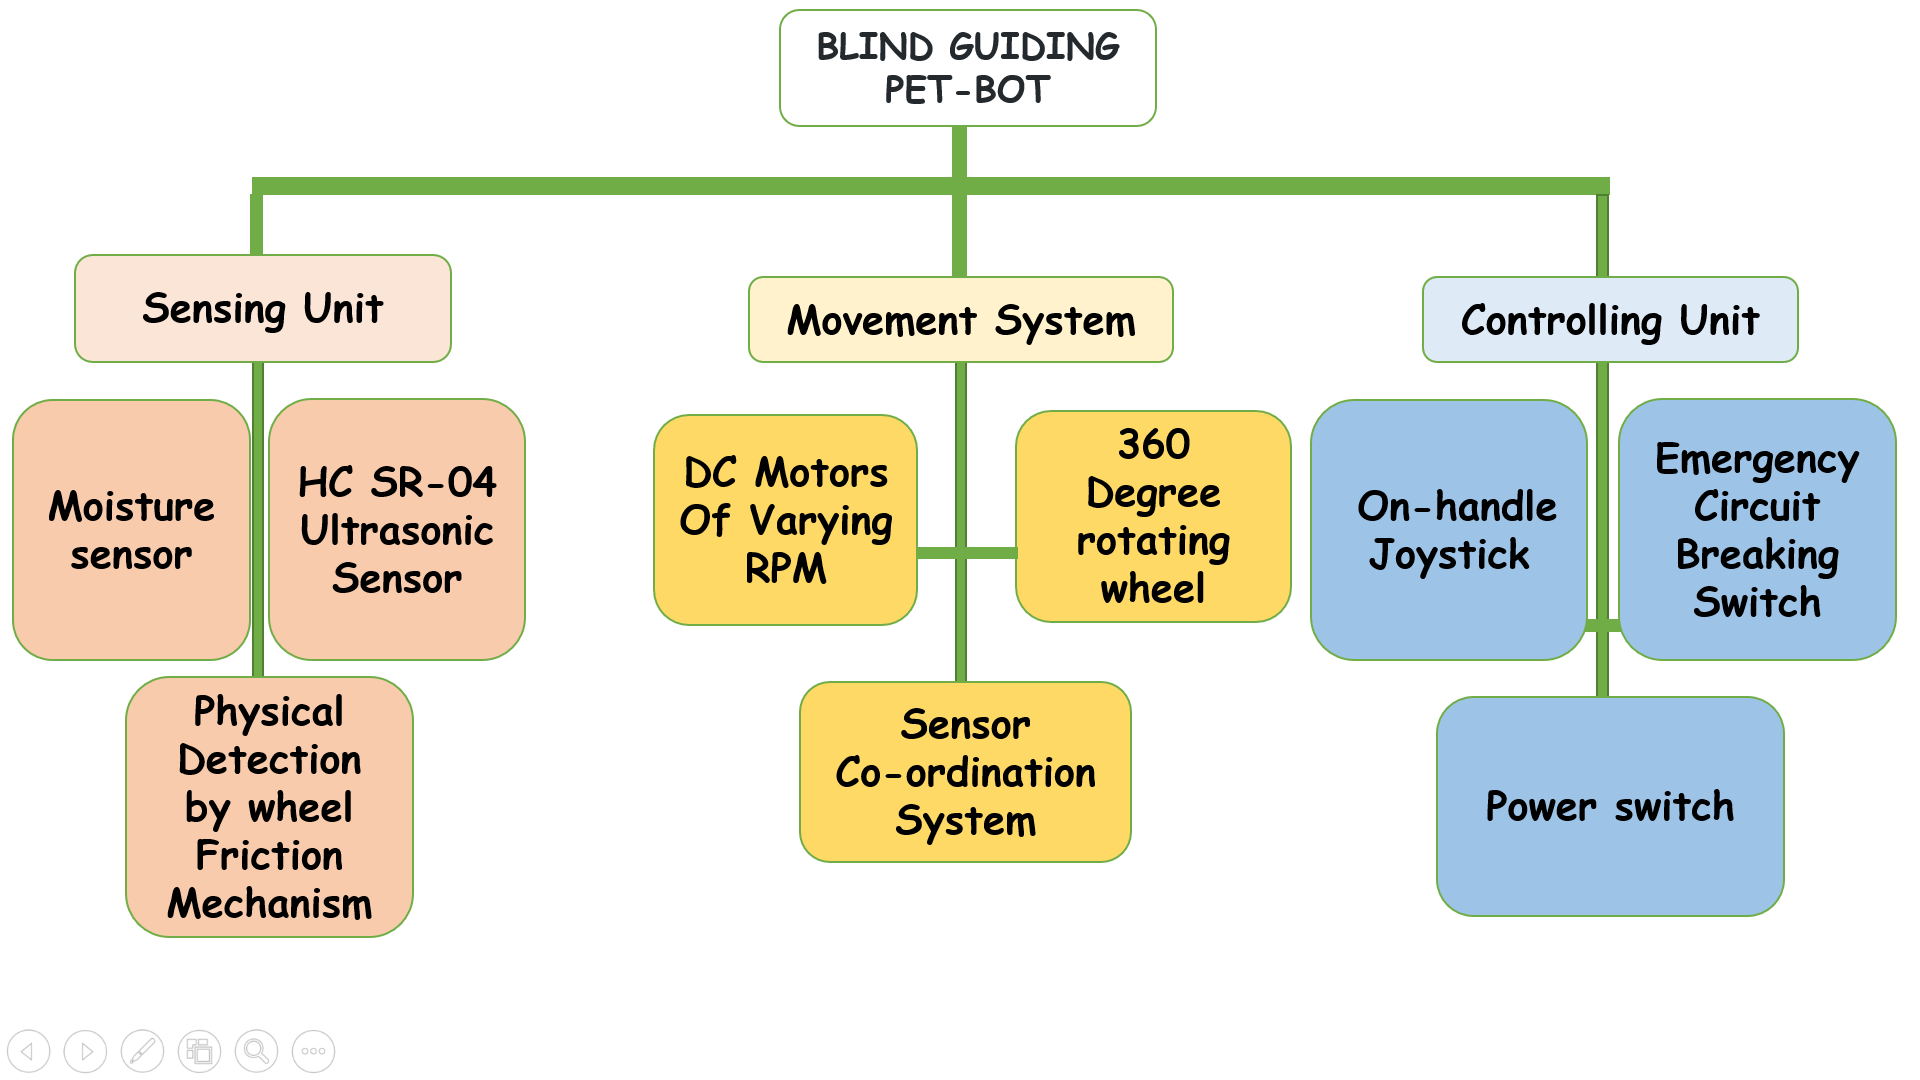 BLIND GUIDING
PET-BOT
Sensing Unit
Movement System
Controlling Unit
Moisture
sensor
HC SR-04
Ultrasonic
Sensor
Physical
Detection
by wheel
Friction
Mechanism
DC Motors
Of Varying
RPM
360
Degree
rotating
wheel
Sensor
Co-ordination
System
On-handle
Joystick
Emergency
Circuit
Breaking
Switch
Power switch